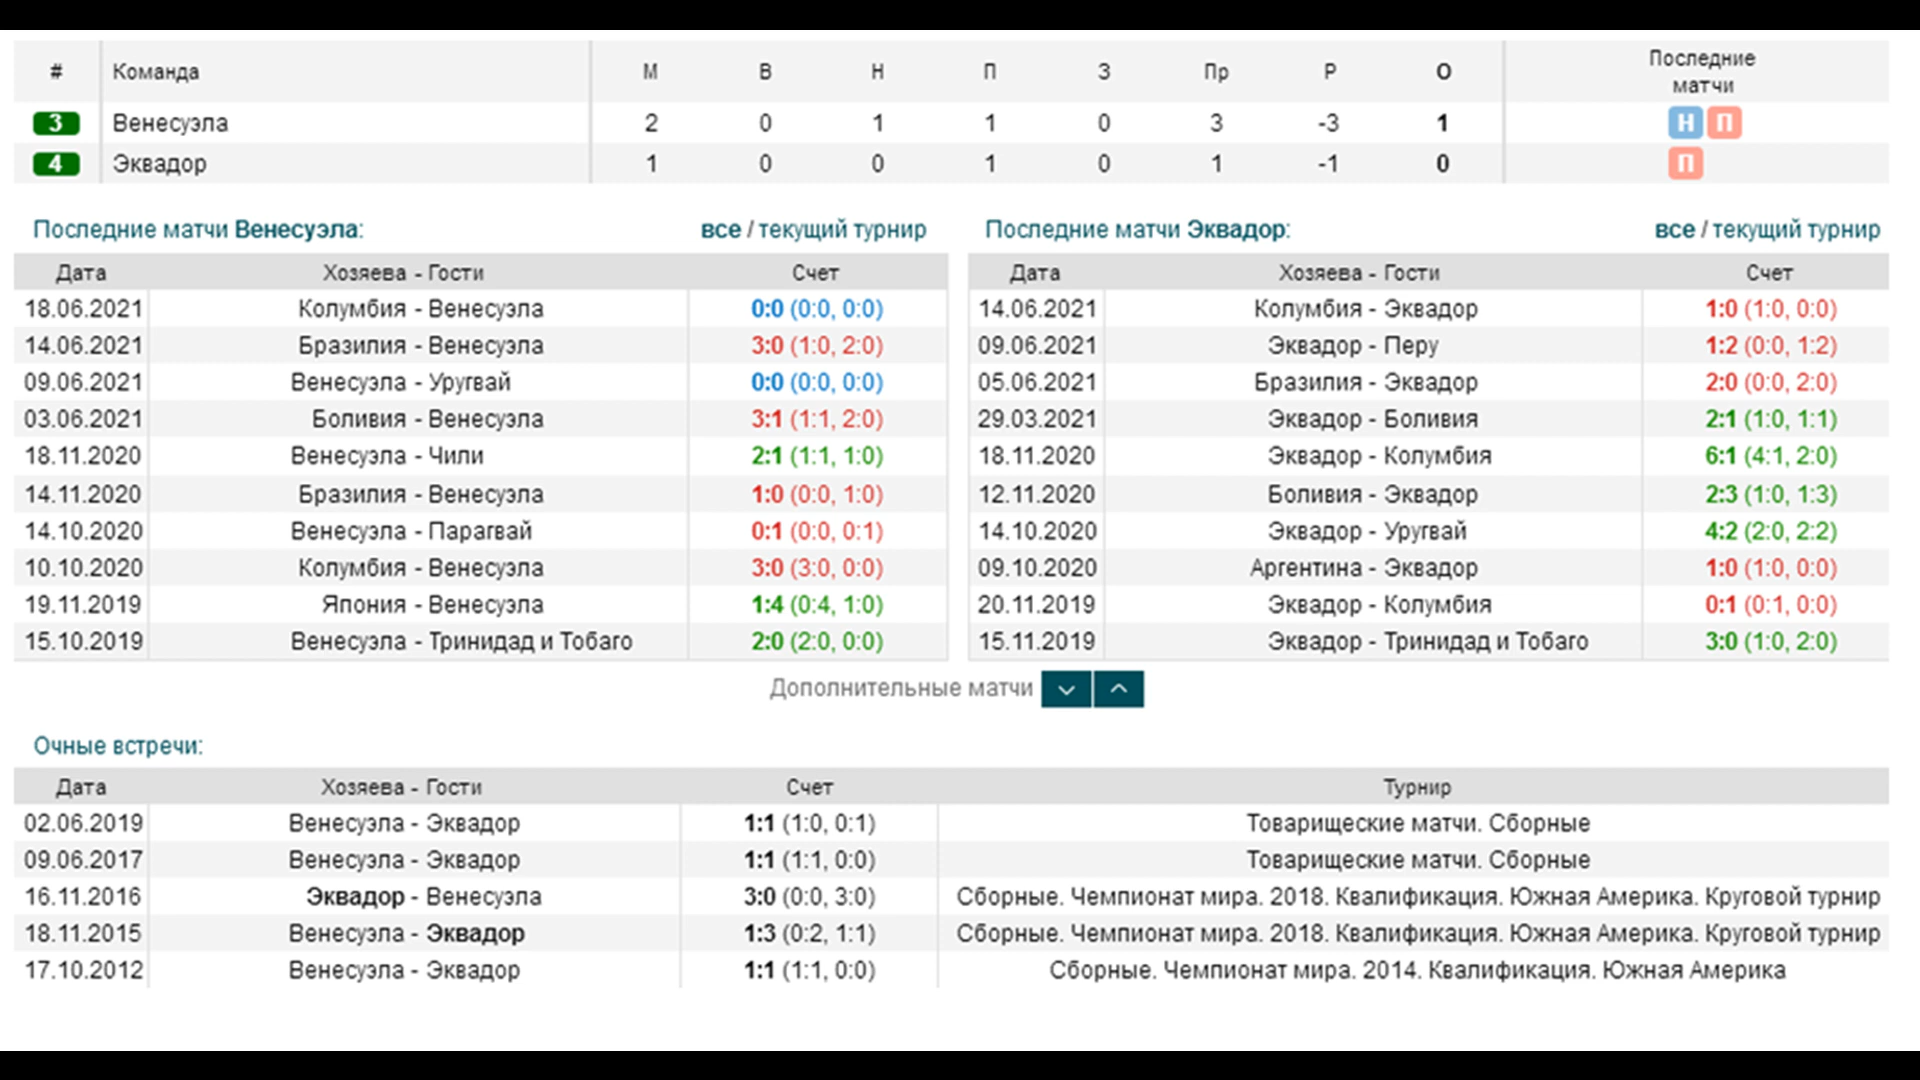 # Команда М В Н П З Пр Р О Последние матчи
3 Венесуэла 2 0 1 1 0 3 -3 1 Н П
4 Эквадор 1 0 0 1 0 1 -1 0 П
Последние матчи Венесуэла: все / текущий турнир
Дата Хозяева - Гости Счет
18.06.2021 Колумбия - Венесуэла 0:0 (0:0, 0:0)
14.06.2021 Бразилия - Венесуэла 3:0 (1:0, 2:0)
09.06.2021 Венесуэла - Уругвай 0:0 (0:0, 0:0)
03.06.2021 Боливия - Венесуэла 3:1 (1:1, 2:0)
18.11.2020 Венесуэла - Чили 2:1 (1:1, 1:0)
14.11.2020 Бразилия - Венесуэла 1:0 (0:0, 1:0)
14.10.2020 Венесуэла - Парагвай 0:1 (0:0, 0:1)
10.10.2020 Колумбия - Венесуэла 3:0 (3:0, 0:0)
19.11.2019 Япония - Венесуэла 1:4 (0:4, 1:0)
15.10.2019 Венесуэла - Тринидад и Тобаго 2:0 (2:0, 0:0)
Последние матчи Эквадор: все / текущий турнир
Дата Хозяева - Гости Счет
14.06.2021 Колумбия - Эквадор 1:0 (1:0, 0:0)
09.06.2021 Эквадор - Перу 1:2 (0:0, 1:2)
05.06.2021 Бразилия - Эквадор 2:0 (0:0, 2:0)
29.03.2021 Эквадор - Боливия 2:1 (1:0, 1:1)
18.11.2020 Эквадор - Колумбия 6:1 (4:1, 2:0)
12.11.2020 Боливия - Эквадор 2:3 (1:0, 1:3)
14.10.2020 Эквадор - Уругвай 4:2 (2:0, 2:2)
09.10.2020 Аргентина - Эквадор 1:0 (1:0, 0:0)
20.11.2019 Эквадор - Колумбия 0:1 (0:1, 0:0)
15.11.2019 Эквадор - Тринидад и Тобаго 3:0 (1:0, 2:0)
Дополнительные матчи
Очные встречи:
Дата Хозяева - Гости Счет Турнир
02.06.2019 Венесуэла - Эквадор 1:1 (1:0, 0:1) Товарищеские матчи. Сборные
09.06.2017 Венесуэла - Эквадор 1:1 (1:1, 0:0) Товарищеские матчи. Сборные
16.11.2016 Эквадор - Венесуэла 3:0 (0:0, 3:0) Сборные. Чемпионат мира. 2018. Квалификация. Южная Америка. Круговой турнир
18.11.2015 Венесуэла - Эквадор 1:3 (0:2, 1:1) Сборные. Чемпионат мира. 2018. Квалификация. Южная Америка. Круговой турнир
17.10.2012 Венесуэла - Эквадор 1:1 (1:1, 0:0) Сборные. Чемпионат мира. 2014. Квалификация. Южная Америка